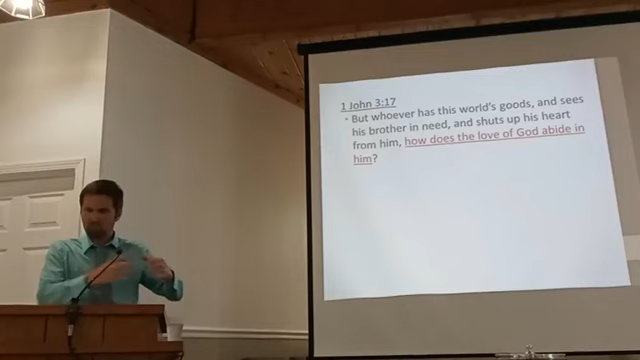 1 John 3:17
• But whoever has this world's goods, and sees
his brother in need, and shuts up his heart
from him, how does the love of God abide in
him?